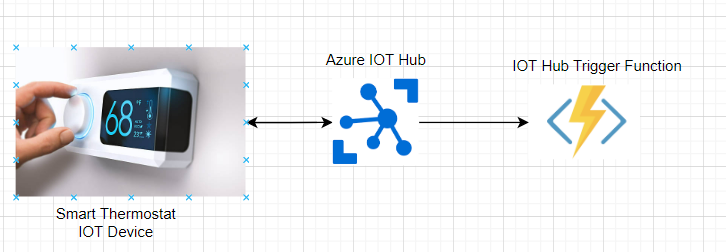 Azure IOT Hub
IOT Hub Trigger Function
68
°F
Smart Thermostat
IOT Device